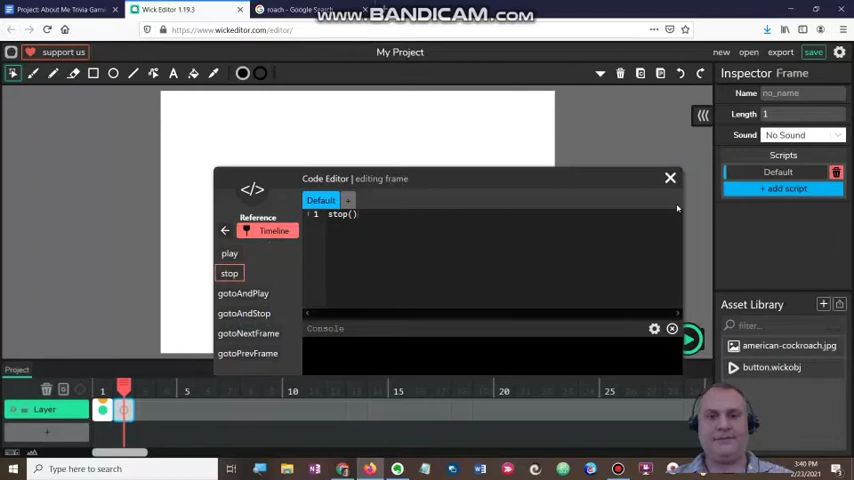 www.BANDICAM.com
Project: About Me Trivia Gam
Wick Editor 1.19.3
roach - Google Search
https://www.wickeditor.com/editor/
support us
My Project
new open export save
Inspector Frame
Name no_name
Length 1
Sound No Sound
Scripts
Default
+ add script
Code Editor | editing frame
Reference
Default +
1 stop()
Timeline
play
stop
gotoAndPlay
gotoAndStop
gotoNextFrame
gotoPrevFrame
Console
Asset Library
filter...
american-cockroach.jpg
button.wickobj
Project
1 5 10 15 20 25
Layer
+
Type here to search
3:40 PM
2/23/2021